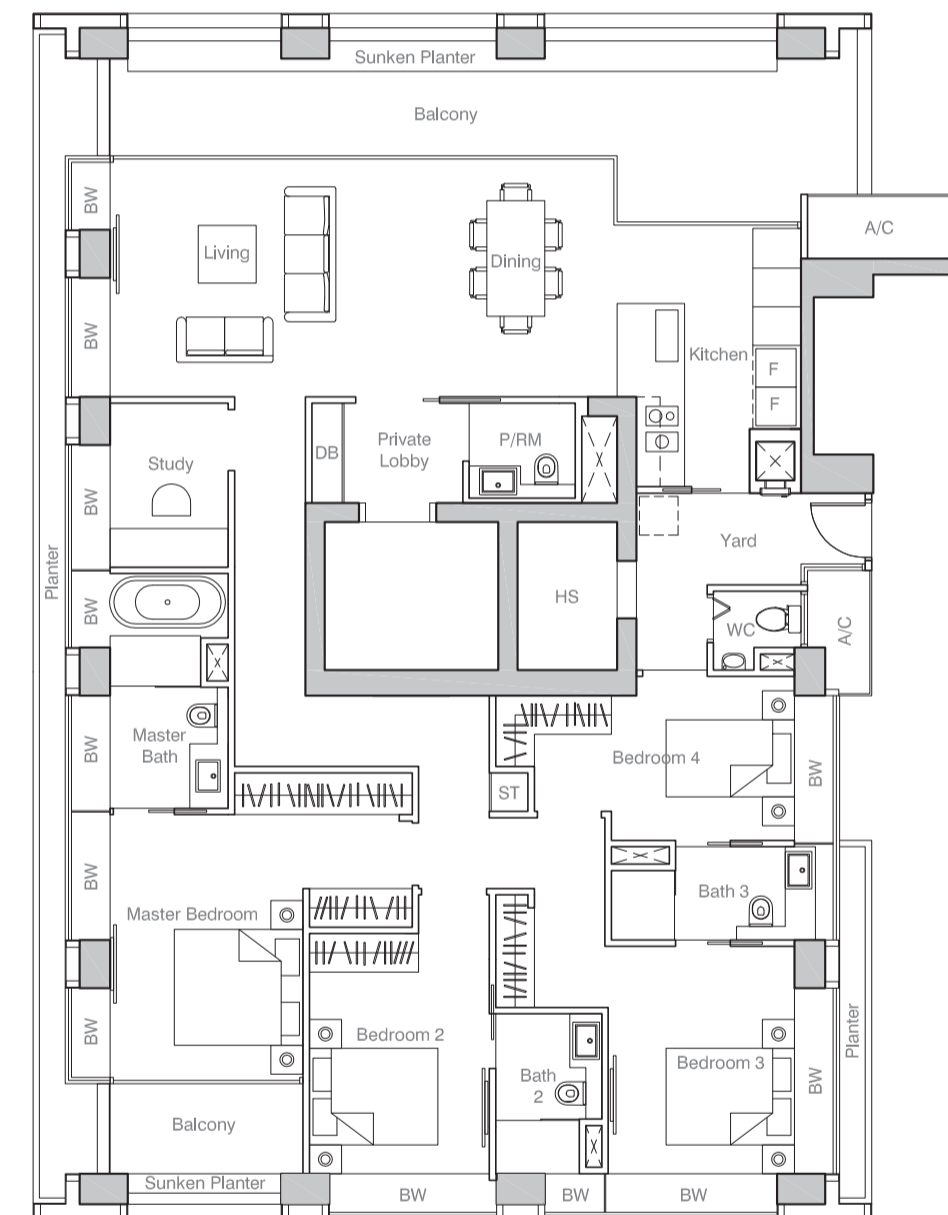 Sunken Planter
Balcony
BW
A/C
Living
Dining
BW
Kitchen
F
F
DB
Private
Lobby
P/RM
Study
BW
Planter
Yard
BW
HS
WC
A/C
Master
Bath
BW
Bedroom 4
BW
ST
BW
Bath 3
Master Bedroom
BW
Bedroom 2
Bath
2
Bedroom 3
BW
Planter
Balcony
Sunken Planter
BW
BW
BW